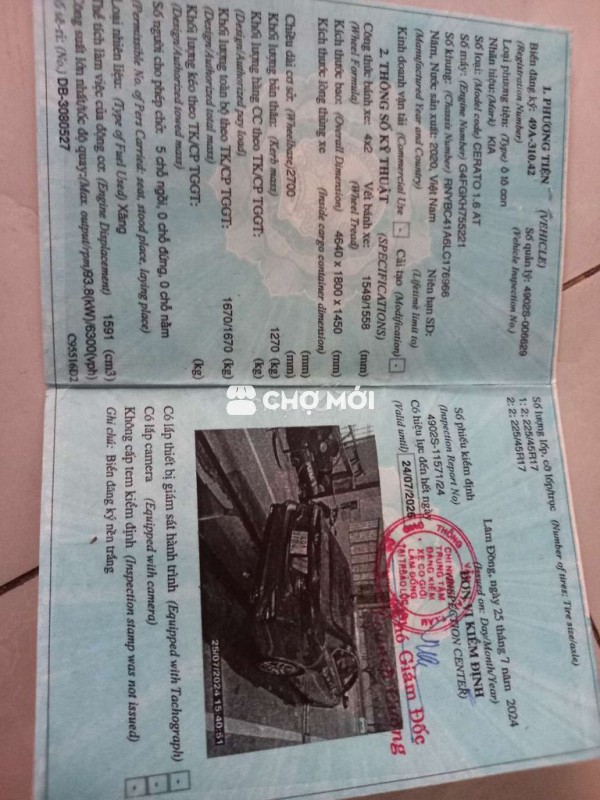 1. PHƯƠNG TIỆN (VEHICLE)
Biển đăng ký: 49A-310.42 Số quản lý: 4902S-006629
(Registration Number) (Vehicle Inspection No.)
Loại phương tiện: (Type) ô tô con
Nhãn hiệu: (Mark) KIA
Số loại: (Model code) CERATO 1.6 AT
Số máy: (Engine Number) G4FGKH755221
Số khung: (Chassis Number) RNYBC41A6LC176966
Năm, Nước sản xuất: 2020, Việt Nam Niên hạn SD:
(Manufactured Year and Country) (Lifetime limit to)
Kinh doanh vận tải (Commercial Use) - Cải tạo (Modification) -
2. THÔNG SỐ KỸ THUẬT (SPECIFICATIONS)
Công thức bánh xe: 4x2 Vết bánh xe: 1549/1558 (mm)
(Wheel Formula) (Wheel Tread)
Kích thước bao: (Overall Dimension) 4640 x 1800 x 1450 (mm)
Kích thước lòng thùng xe (Inside cargo container dimension)
(mm)
Chiều dài cơ sở: (Wheelbase) 2700 (mm)
Khối lượng bản thân: (Kerb mass) 1270 (kg)
Khối lượng hàng CC theo TK/CP TGGT: (kg)
(Design/Authorized pay load)
Khối lượng toàn bộ theo TK/CP TGGT: 1670/1670 (kg)
(Design/Authorized total mass)
Khối lượng kéo theo TK/CP TGGT: (kg)
(Design/Authorized towed mass)
Số người cho phép chở: 5 chỗ ngồi, 0 chỗ đứng, 0 chỗ nằm
(Permissible No. of Pers Carried: seat, stood place, laying place)
Loại nhiên liệu: (Type of Fuel Used) Xăng
Thể tích làm việc của động cơ: (Engine Displacement) 1591 (cm3)
Công suất lớn nhất/tốc độ quay: (Max. output/rpm) 93.8(kW)/6300(vph)
Số sê-ri: (No.) DB-3080527 C95516D2
Số lượng lốp, cỡ lốp/trục (Number of tires; Tire size/axle)
1: 2; 225/45R17
2: 2; 225/45R17
Số phiếu kiểm định
(Inspection Report No)
4902S-11571/24
Có hiệu lực đến hết ngày
(Valid until) 24/07/2025
Lâm Đồng, ngày 25 tháng 7 năm 2024
(Issued on: Day/Month/Year)
ĐƠN VỊ KIỂM ĐỊNH
(INSPECTION CENTER)
TRUNG TÂM
ĐĂNG KIỂM
XE CƠ GIỚI
LÂM ĐỒNG
Phó Giám Đốc
25/07/2024 15:40:51
Có lắp thiết bị giám sát hành trình (Equipped with Tachograph) -
Có lắp camera (Equipped with camera) -
Không cấp tem kiểm định (Inspection stamp was not issued) -
Ghi chú: Biển đăng ký nền trắng
CHỢ MỚI